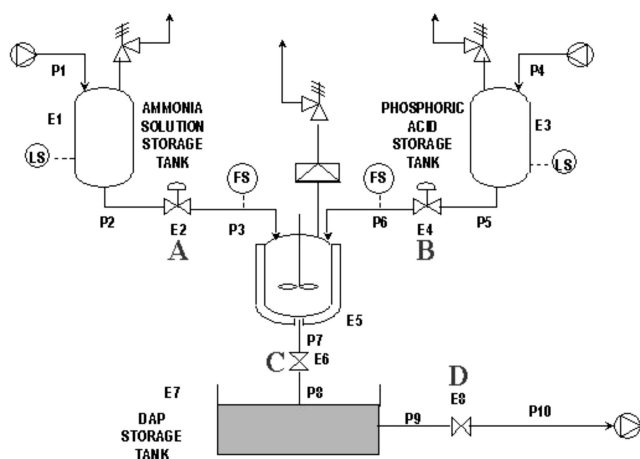 P1
P4
E1
AMMONIA
SOLUTION
STORAGE
TANK
PHOSPHORIC
ACID
STORAGE
TANK
E3
LS
FS
FS
LS
P2
E2
P3
P6
E4
P5
A
B
E5
P7
C
E6
D
E7
P8
E8
DAP
STORAGE
TANK
P9
P10